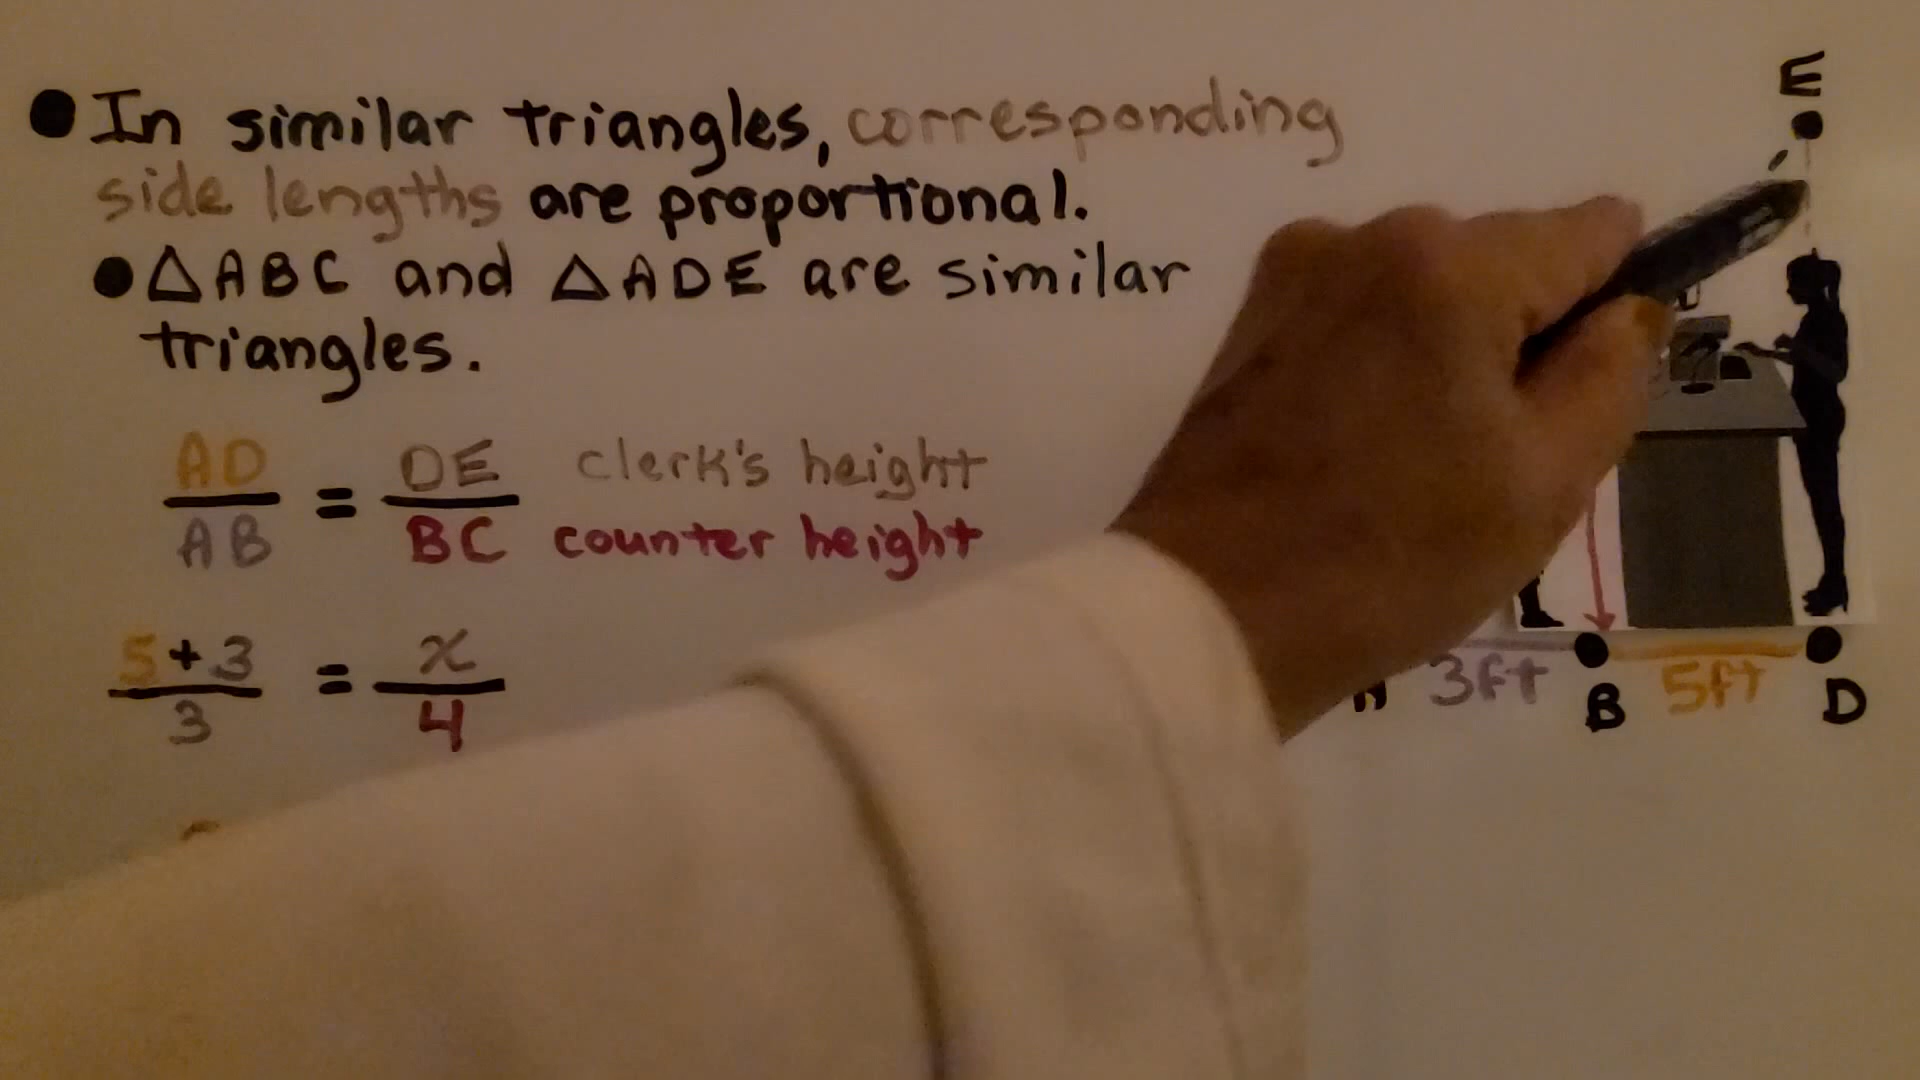 ● In similar triangles, corresponding
side lengths are proportional.
● △ABC and △ADE are similar
triangles.
AD/AB = DE/BC clerk's height
counter height
5+3/3 = x/4
E
3ft
5ft
B
D